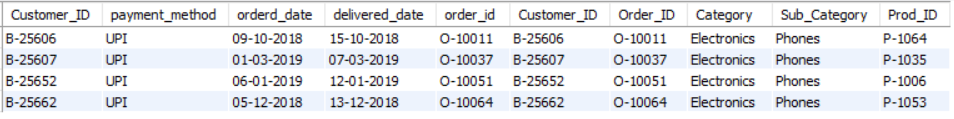 Customer_ID payment_method orderd_date delivered_date order_id Customer_ID Order_ID Category Sub_Category Prod_ID
B-25606 UPI 09-10-2018 15-10-2018 O-10011 B-25606 O-10011 Electronics Phones P-1064
B-25607 UPI 01-03-2019 07-03-2019 O-10037 B-25607 O-10037 Electronics Phones P-1035
B-25652 UPI 06-01-2019 12-01-2019 O-10051 B-25652 O-10051 Electronics Phones P-1006
B-25662 UPI 05-12-2018 13-12-2018 O-10064 B-25662 O-10064 Electronics Phones P-1053